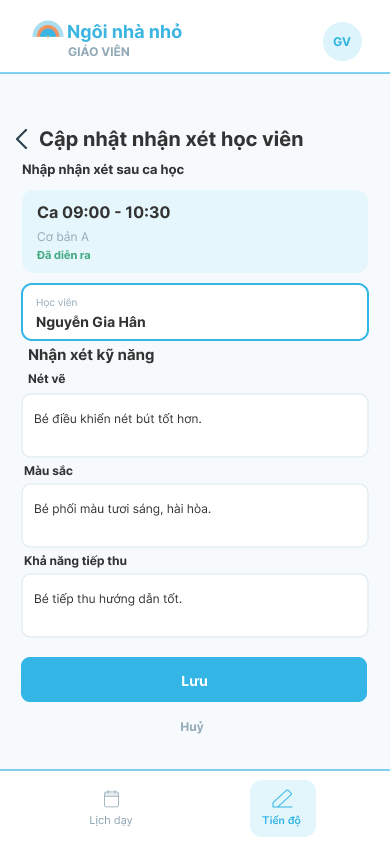 Ngôi nhà nhỏ
GIÁO VIÊN
GV
Cập nhật nhận xét học viên
Nhập nhận xét sau ca học
Ca 09:00 - 10:30
Cơ bản A
Đã diễn ra
Học viên
Nguyễn Gia Hân
Nhận xét kỹ năng
Nét vẽ
Bé điều khiển nét bút tốt hơn.
Màu sắc
Bé phối màu tươi sáng, hài hòa.
Khả năng tiếp thu
Bé tiếp thu hướng dẫn tốt.
Lưu
Huỷ
Lịch dạy
Tiến độ